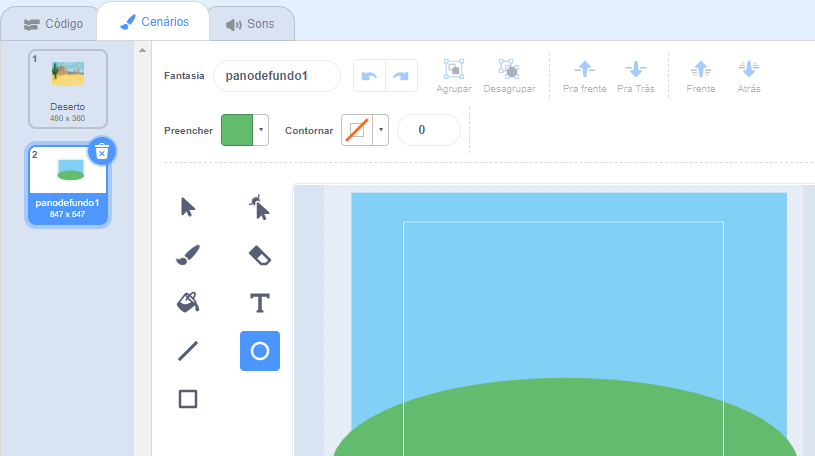 Código
Cenários
Sons
1
Deserto
480 x 360
2
panodefundo1
847 x 547
Fantasia
panodefundo1
Agrupar
Desagrupar
Pra frente
Pra Trás
Frente
Atrás
Preencher
Contornar
0
T